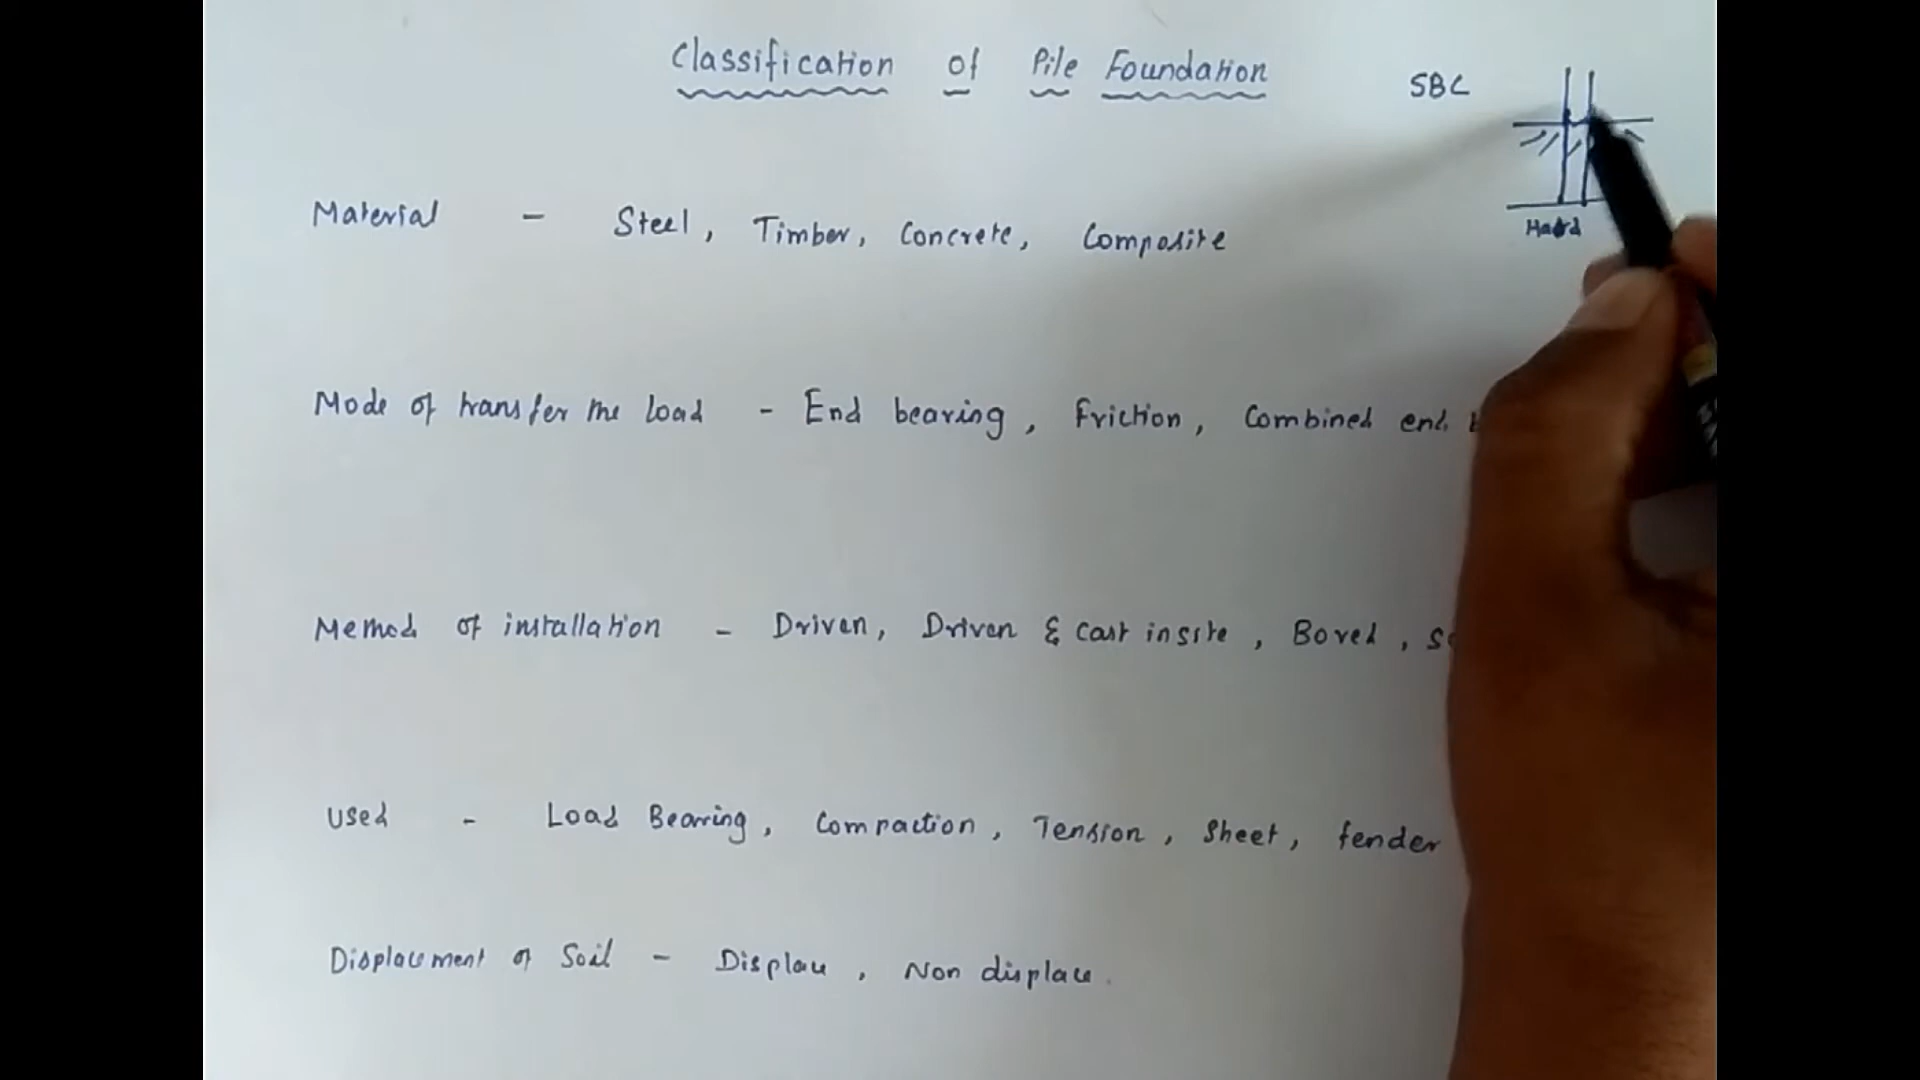 Classification of Pile Foundation
SBC
Material - Steel, Timber, Concrete, Composite
Hard
Mode of transfer the load - End bearing, Friction, Combined end
Method of installation - Driven, Driven & cast insite, Bored,
Used - Load Bearing, Compaction, Tension, Sheet, fender
Displacement of Soil - Displace, Non displace.